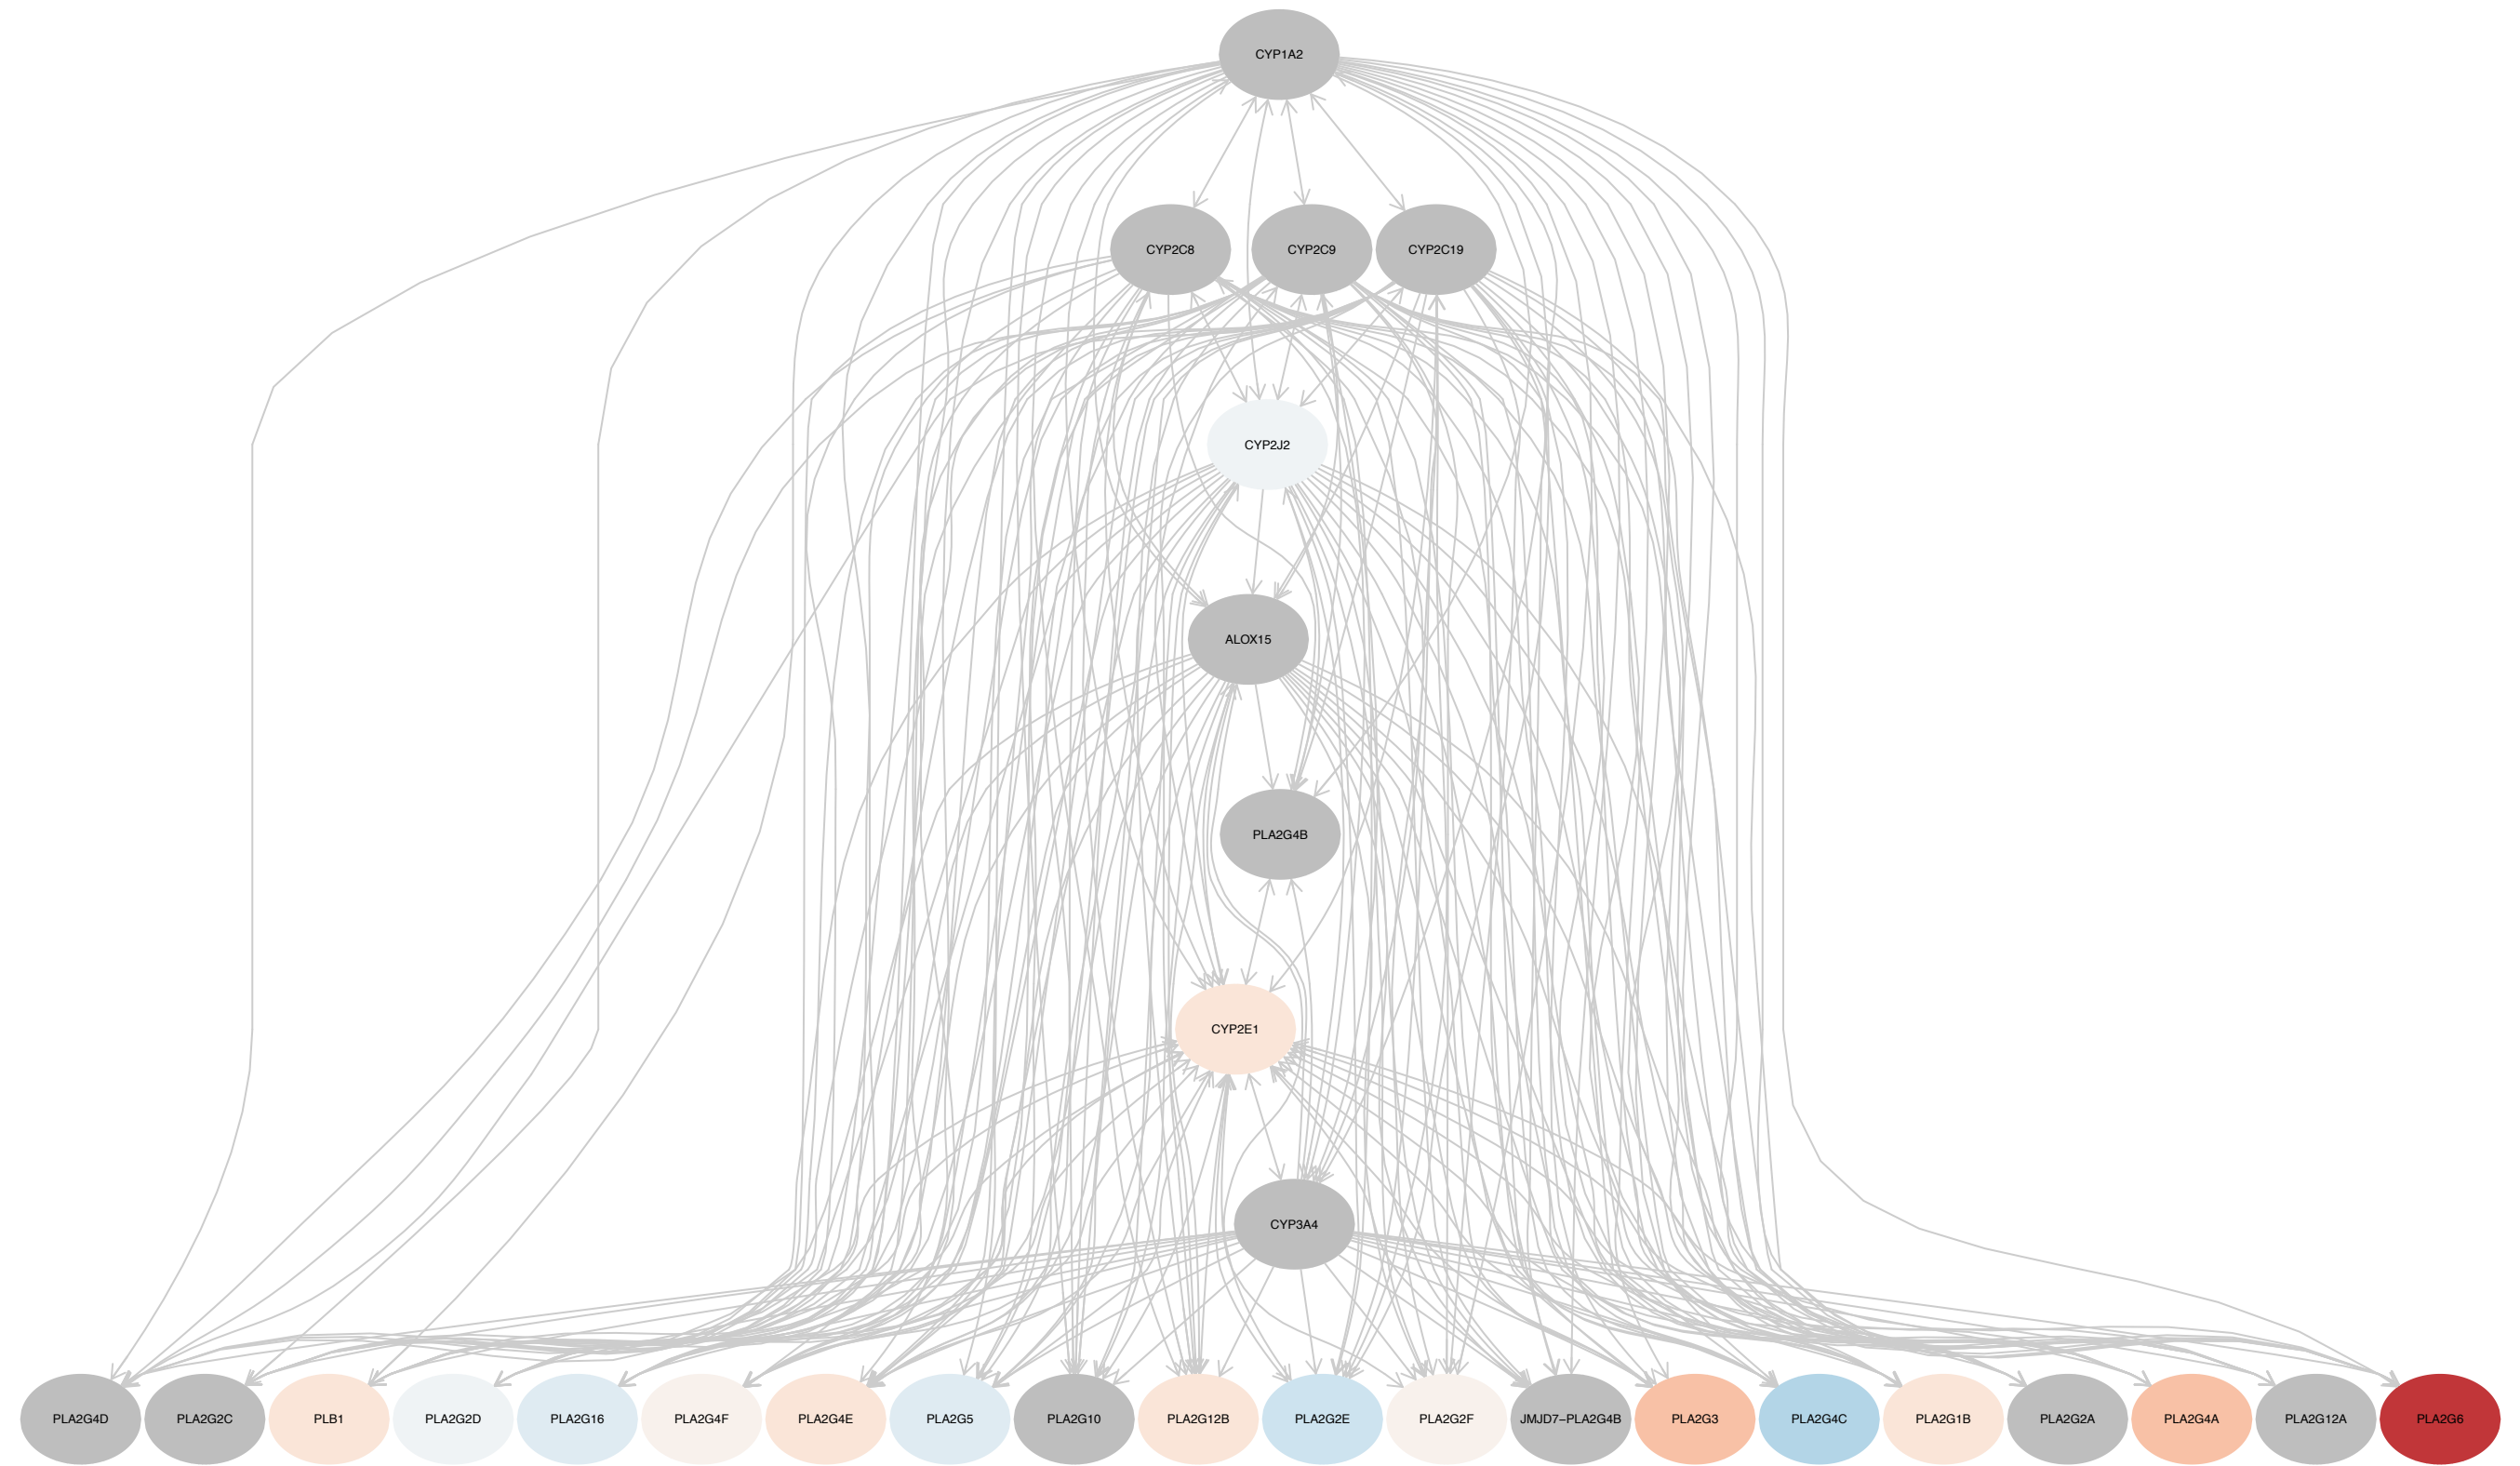 CYP1A2
CYP2C8 CYP2C9 CYP2C19
CYP2J2
ALOX15
PLA2G4B
CYP2E1
CYP3A4
PLA2G4D PLA2G2C PLB1 PLA2G2D PLA2G16 PLA2G4F PLA2G4E PLA2G5 PLA2G10 PLA2G12B PLA2G2E PLA2G2F JMJD7−PLA2G4B PLA2G3 PLA2G4C PLA2G1B PLA2G2A PLA2G4A PLA2G12A PLA2G6